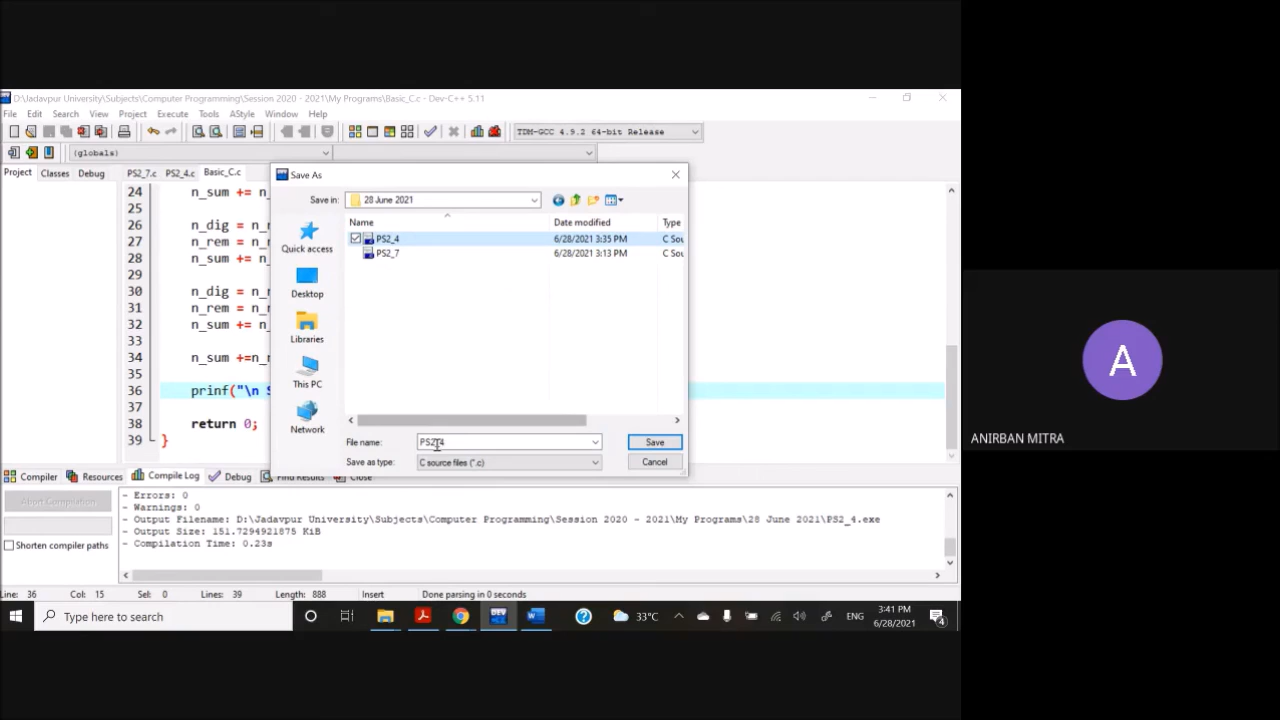 D:\Jadavpur University\Subjects\Computer Programming\Session 2020 - 2021\My Programs\Basic_C.c - Dev-C++ 5.11
File Edit Search View Project Execute Tools AStyle Window Help
TDM-GCC 4.9.2 64-bit Release
(globals)
Project Classes Debug PS2_7.c PS2_4.c Basic_C.c
Save As
Save in: 28 June 2021
Name Date modified Type
PS2_4 6/28/2021 3:35 PM C Sou
PS2_7 6/28/2021 3:13 PM C Sou
Quick access
Desktop
Libraries
This PC
Network
File name: PS2_4 Save
Save as type: C source files (*.c) Cancel
24 n_sum += n_
25
26 n_dig = n_
27 n_rem = n_
28 n_sum += n_
29
30 n_dig = n_
31 n_rem = n_
32 n_sum += n_
33
34 n_sum +=n_
35
36 prinf("\n S
37
38 return 0;
39 }
Compiler Resources Compile Log Debug Find Results Close
Abort Compilation
Shorten compiler paths
- Errors: 0
- Warnings: 0
- Output Filename: D:\Jadavpur University\Subjects\Computer Programming\Session 2020 - 2021\My Programs\28 June 2021\PS2_4.exe
- Output Size: 151.7294921875 KiB
- Compilation Time: 0.23s
Line: 36 Col: 15 Sel: 0 Lines: 39 Length: 888 Insert Done parsing in 0 seconds
Type here to search
DEV
33°C
ENG
3:41 PM
6/28/2021
4
A
ANIRBAN MITRA